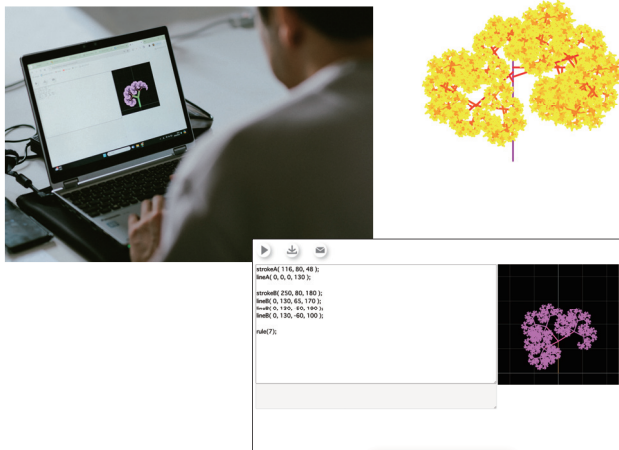 strokeA( 116, 80, 48 );
lineA( 0, 0, 0, 130 );
strokeB( 250, 80, 180 );
lineB( 0, 130, 65, 170 );
lineB( 0, 130, -60, 100 );
rule(7);